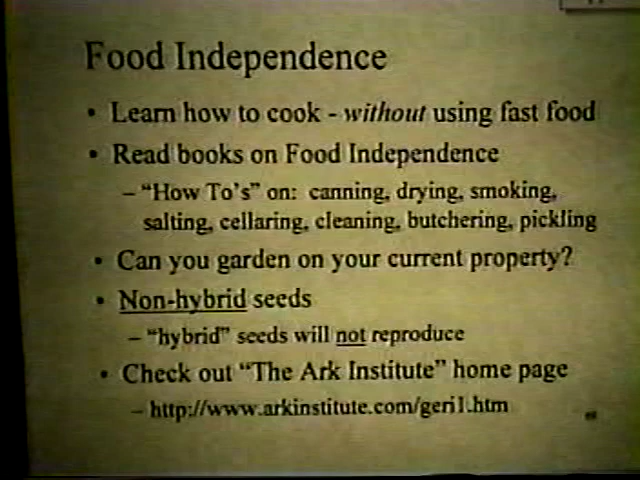 Food Independence
• Learn how to cook - without using fast food
• Read books on Food Independence
– “How To's” on: canning, drying, smoking,
salting, cellaring, cleaning, butchering, pickling
• Can you garden on your current property?
• Non-hybrid seeds
– “hybrid” seeds will not reproduce
• Check out “The Ark Institute” home page
– http://www.arkinstitute.com/geri1.htm